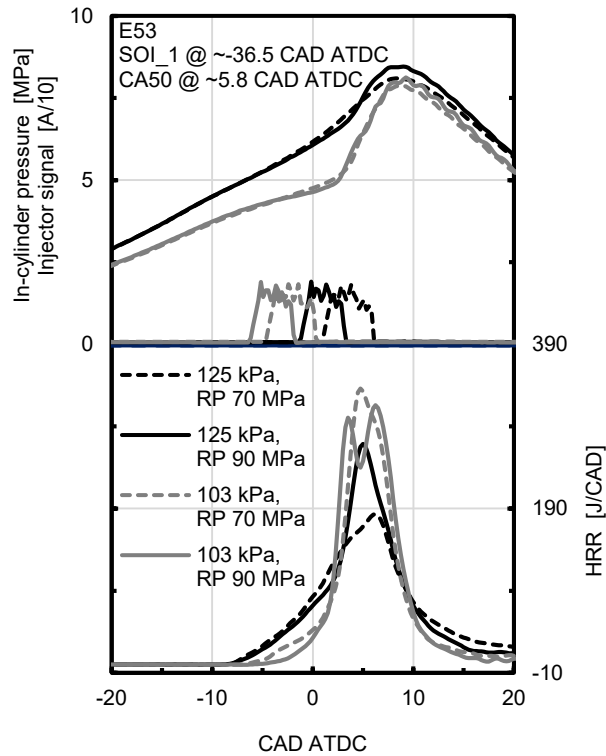 10
E53
SOI_1 @ ~-36.5 CAD ATDC
CA50 @ ~5.8 CAD ATDC
In-cylinder pressure [MPa]
Injector signal [A/10]
5
0
390
125 kPa,
RP 70 MPa
125 kPa,
RP 90 MPa
103 kPa,
RP 70 MPa
103 kPa,
RP 90 MPa
190
HRR [J/CAD]
-10
-20 -10 0 10 20
CAD ATDC